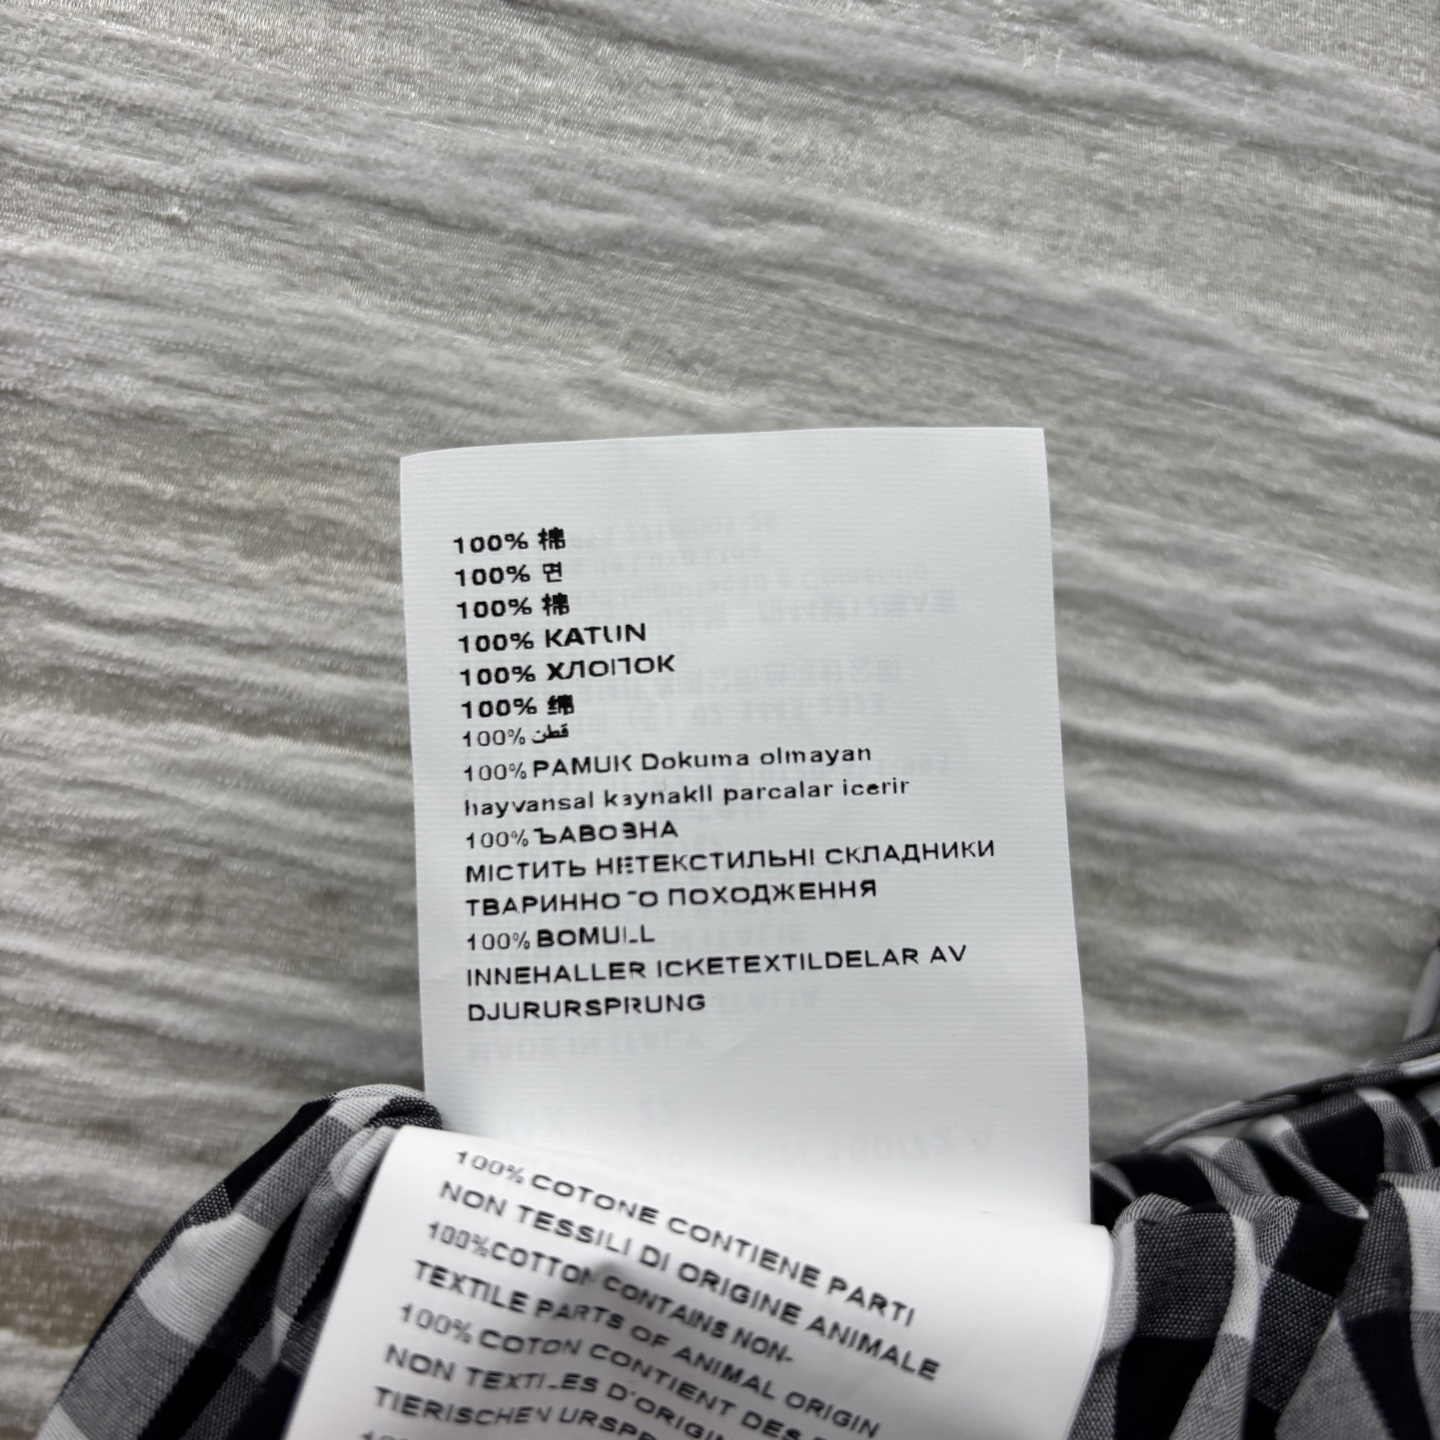 100% 棉
100% 면
100% 棉
100% KATUN
100% ХЛОПОК
100% 綿
100% قطن
100% PAMUK Dokuma olmayan
hayvansal kaynakll parcalar icerir
100% ЪАВОЗНА
МІСТИТЬ НЕТЕКСТИЛЬНІ СКЛАДНИКИ
ТВАРИННОГО ПОХОДЖЕННЯ
100% BOMULL
INNEHALLER ICKETEXTILDELAR AV
DJURURSPRUNG
100% COTONE CONTIENE PARTI
NON TESSILI DI ORIGINE ANIMALE
100%COTTON CONTAINS NON-
TEXTILE PARTS OF ANIMAL ORIGIN
100% COTON CONTIENT DES
NON TEXTILES D'ORIGIN
TIERISCHEN URSPR